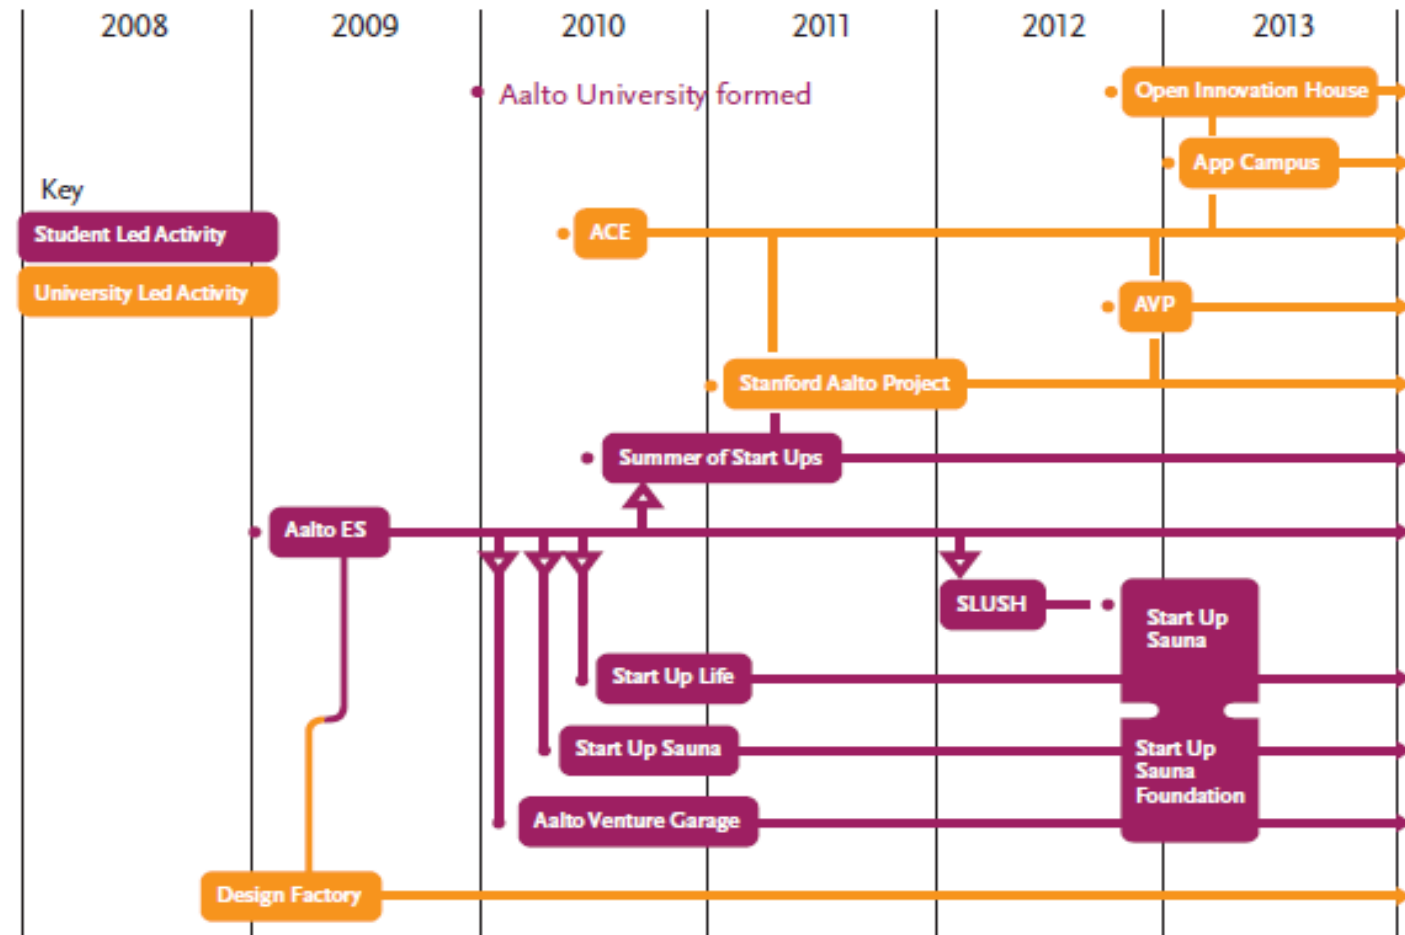 2008 2009 2010 2011 2012 2013
Aalto University formed
Open Innovation House
App Campus
Key
Student Led Activity
University Led Activity
ACE
AVP
Stanford Aalto Project
Summer of Start Ups
Aalto ES
SLUSH
Start Up
Sauna
Start Up Life
Start Up Sauna
Start Up
Sauna
Foundation
Aalto Venture Garage
Design Factory